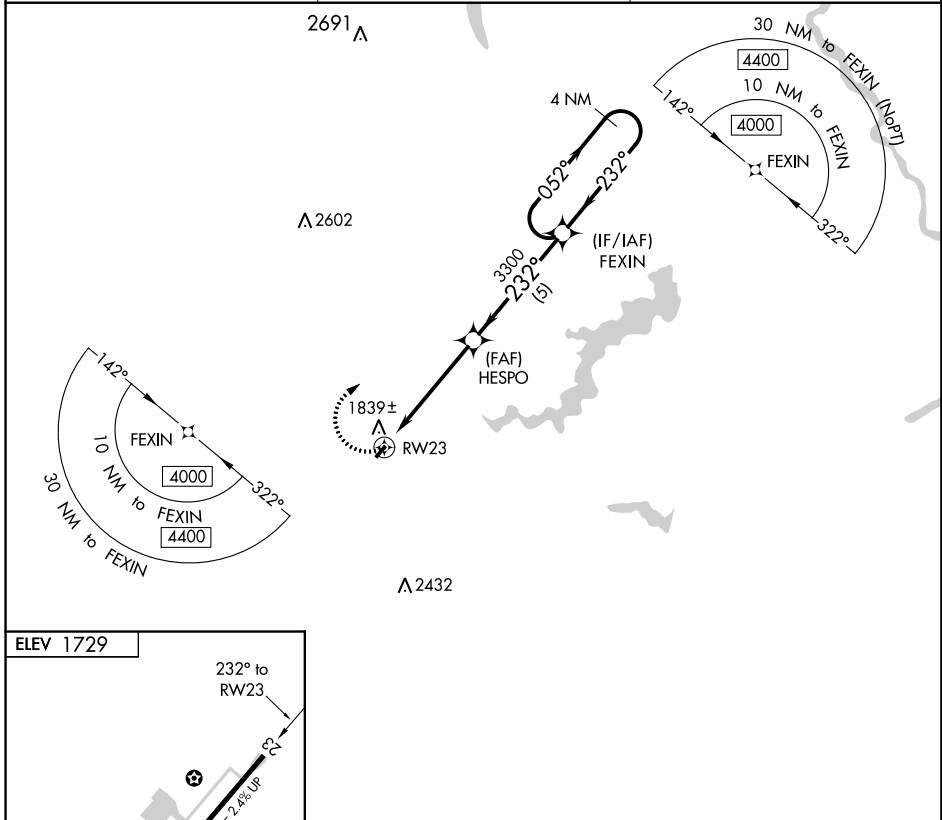 2691
30 NM to FEXIN (NoPT)
4400
10 NM to FEXIN
142°
4000
FEXIN
322°
4 NM
052°
232°
2602
(IF/IAF)
FEXIN
3300
232°
(5)
(FAF)
HESPO
142°
FEXIN
4000
322°
10 NM to FEXIN
4400
30 NM to FEXIN
1839±
RW23
2432
ELEV 1729
232° to
RW23
23
2.4% UP